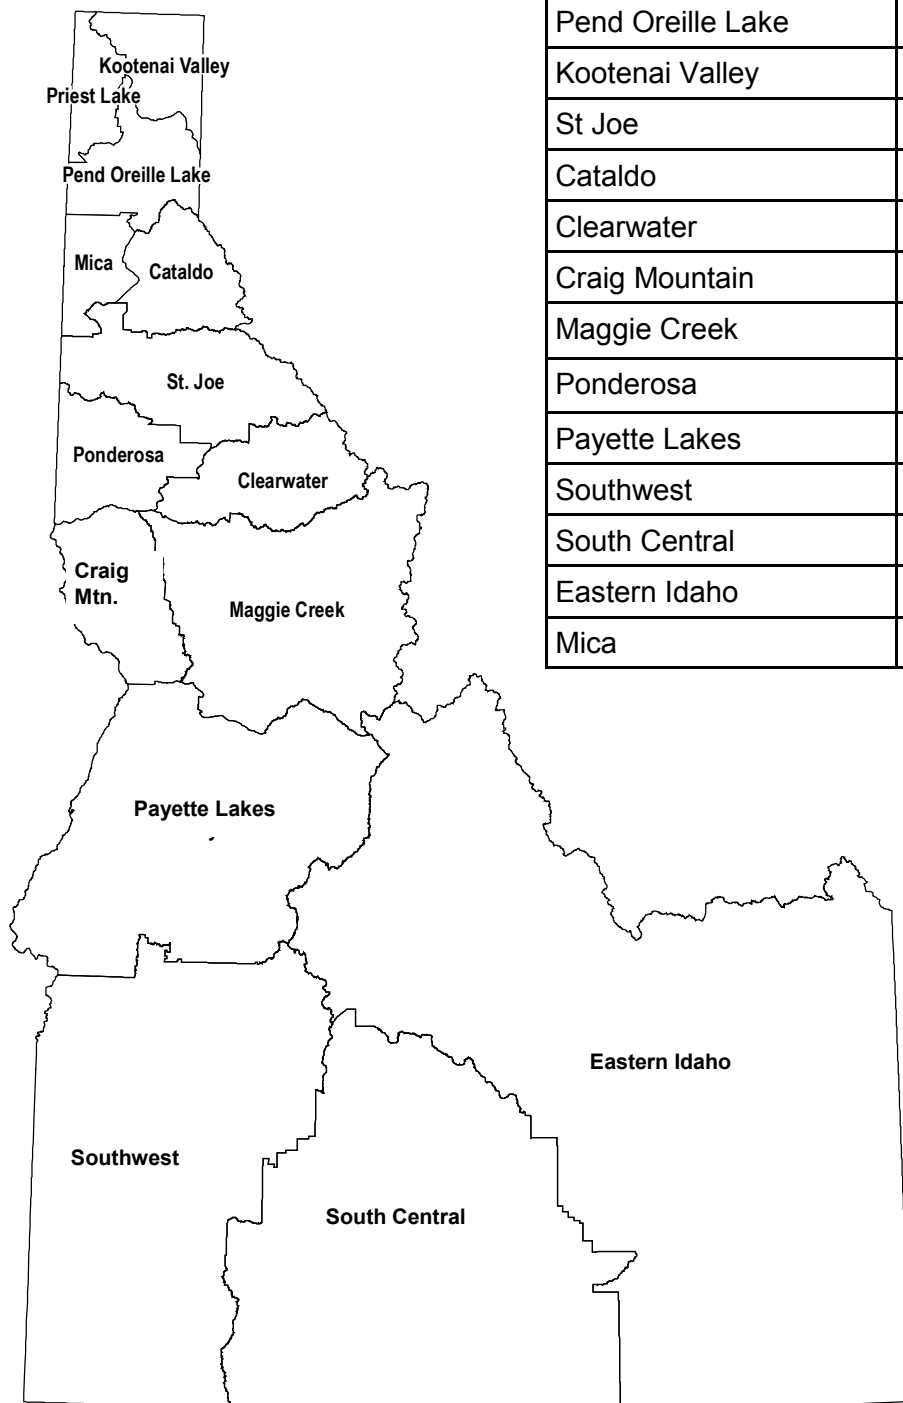 Kootenai Valley
Priest Lake
Pend Oreille Lake
Mica
Cataldo
St. Joe
Ponderosa
Clearwater
Craig
Mtn.
Maggie Creek
Payette Lakes
Eastern Idaho
Southwest
South Central
Pend Oreille Lake
Kootenai Valley
St Joe
Cataldo
Clearwater
Craig Mountain
Maggie Creek
Ponderosa
Payette Lakes
Southwest
South Central
Eastern Idaho
Mica